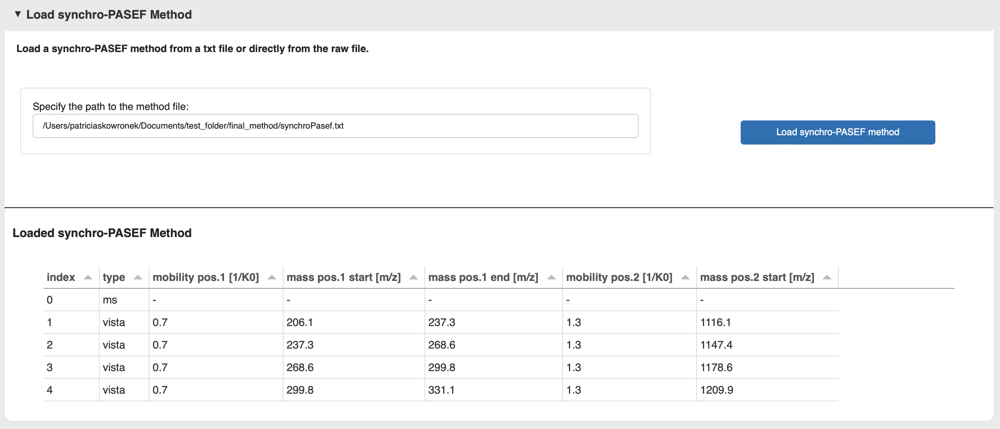 ▼ Load synchro-PASEF Method
Load a synchro-PASEF method from a txt file or directly from the raw file.
Specify the path to the method file:
/Users/patriciaskowronek/Documents/test_folder/final_method/synchroPasef.txt
Load synchro-PASEF method
Loaded synchro-PASEF Method
index type mobility pos.1 [1/K0] mass pos.1 start [m/z] mass pos.1 end [m/z] mobility pos.2 [1/K0] mass pos.2 start [m/z]
0 ms - - - - -
1 vista 0.7 206.1 237.3 1.3 1116.1
2 vista 0.7 237.3 268.6 1.3 1147.4
3 vista 0.7 268.6 299.8 1.3 1178.6
4 vista 0.7 299.8 331.1 1.3 1209.9